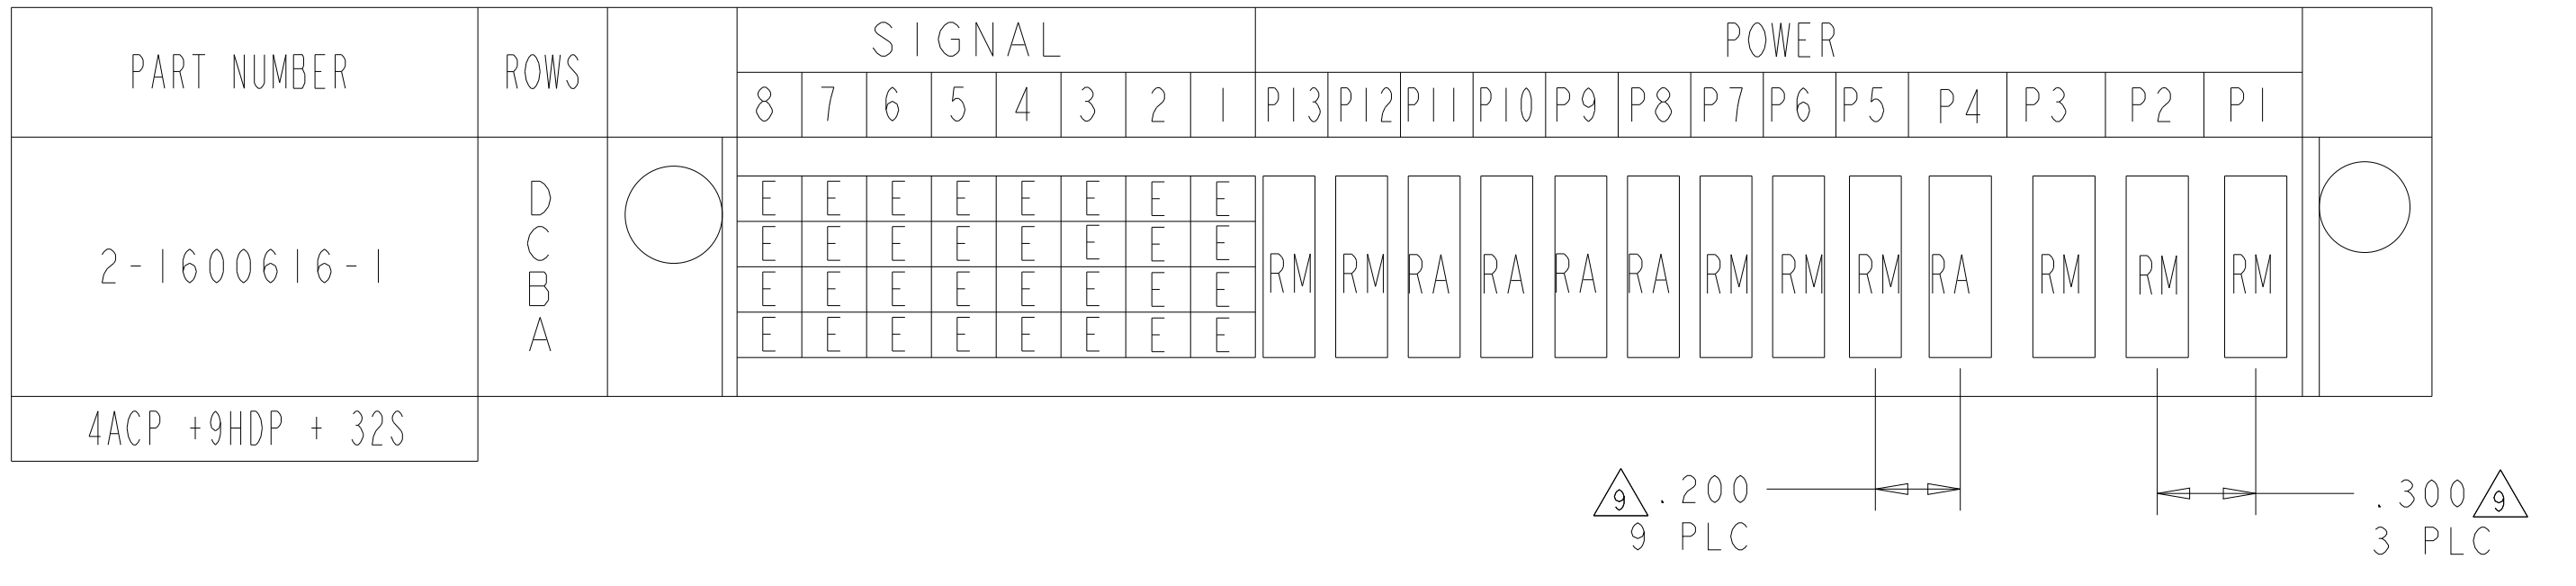 PART NUMBER ROWS SIGNAL POWER
8 7 6 5 4 3 2 1 P13 P12 P11 P10 P9 P8 P7 P6 P5 P4 P3 P2 P1
D E E E E E E E E
C E E E E E E E E
2-1600616-1 RM RM RA RA RA RA RM RM RM RA RM RM RM
B E E E E E E E E
A E E E E E E E E
4ACP +9HDP + 32S
9 .200
9 PLC
.300 9
3 PLC